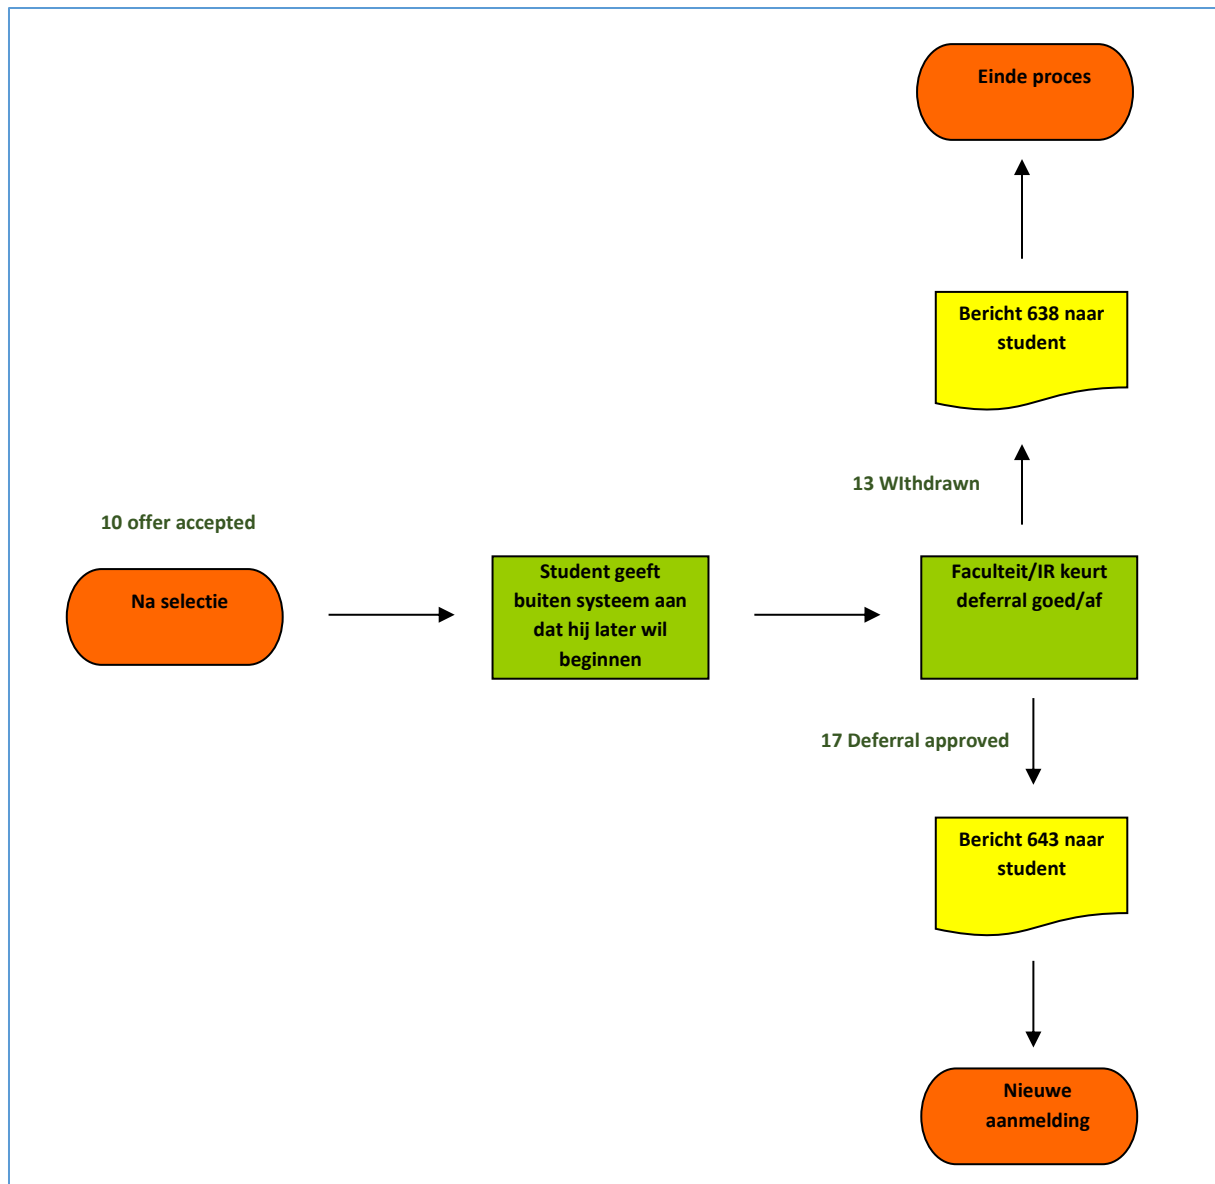 Einde proces
Bericht 638 naar
student
13 WIthdrawn
10 offer accepted
Na selectie
Student geeft
buiten systeem aan
dat hij later wil
beginnen
Faculteit/IR keurt
deferral goed/af
17 Deferral approved
Bericht 643 naar
student
Nieuwe
aanmelding